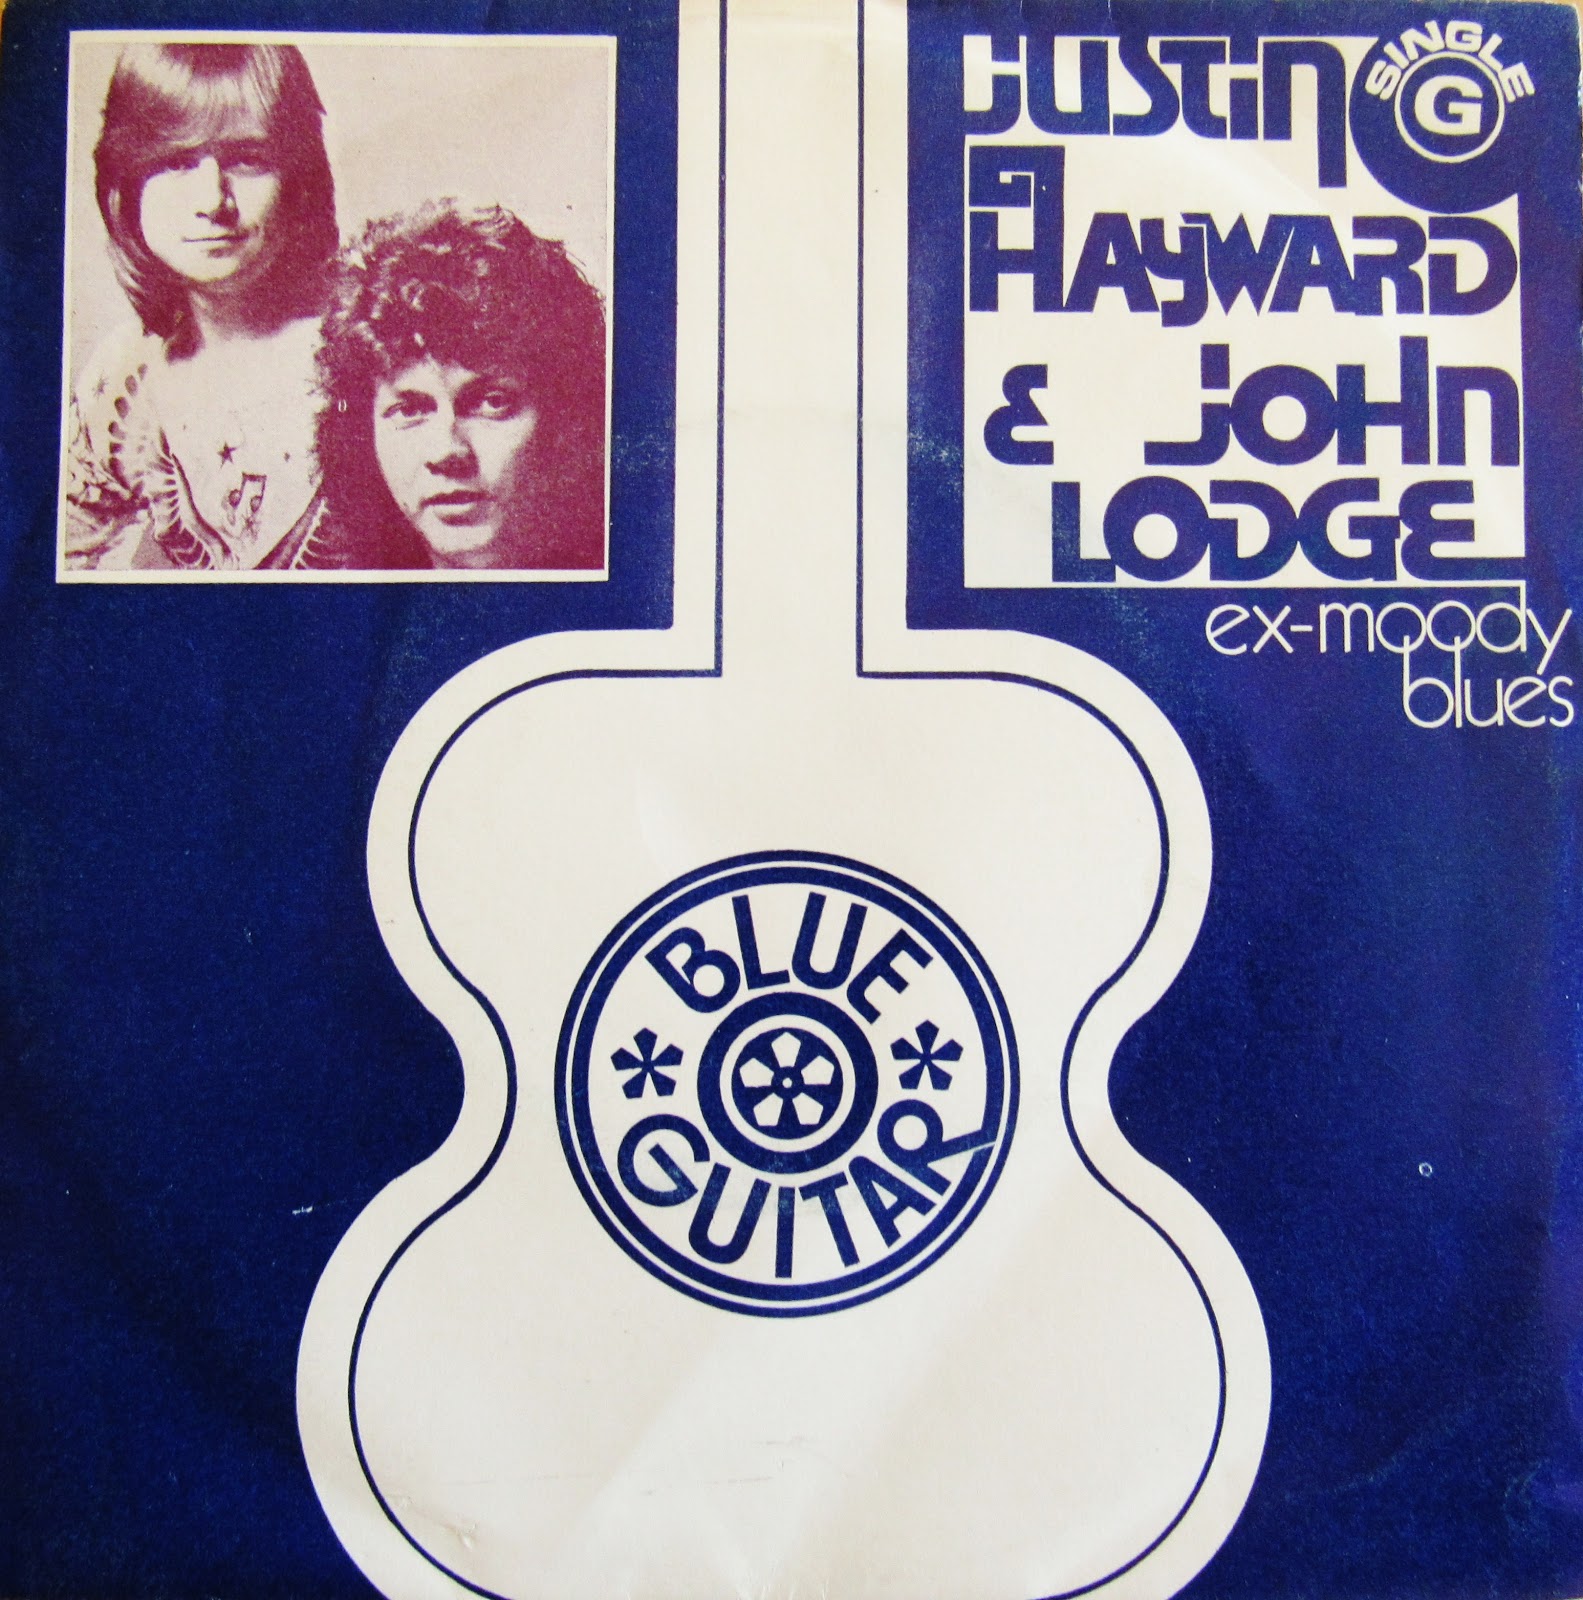 JUSTIN
HAYWARD
& JOHN
LODGE
ex-moody
blues
SINGLE
G
BLUE
GUITAR